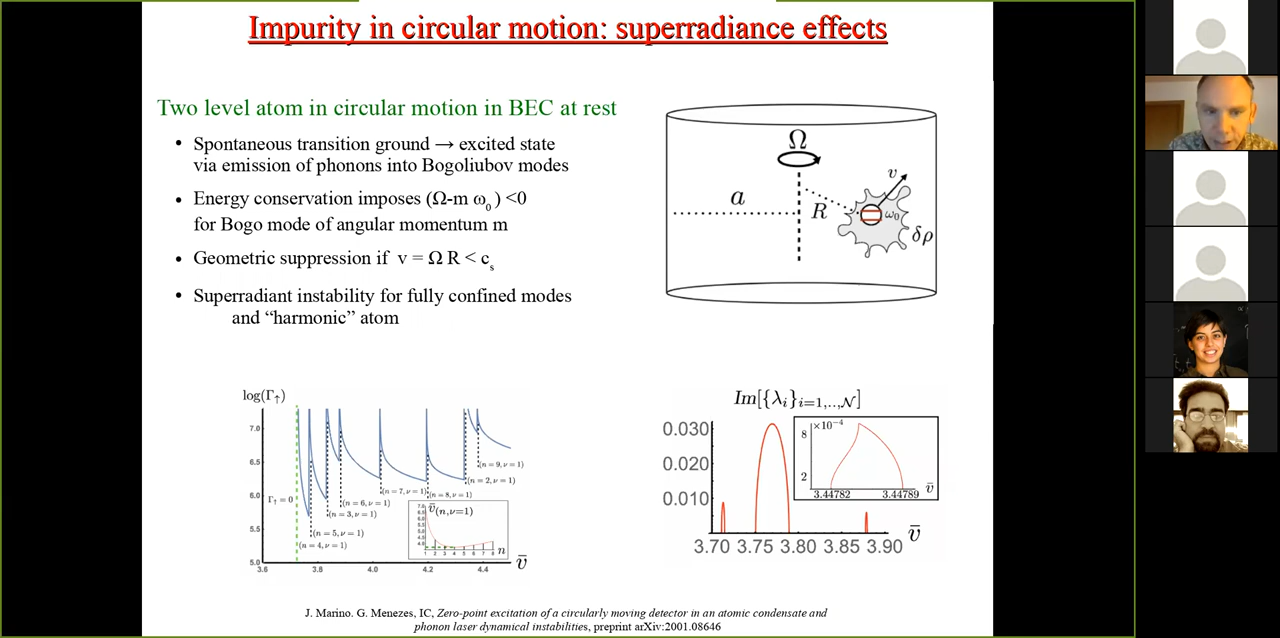 Impurity in circular motion: superradiance effects
Two level atom in circular motion in BEC at rest
• Spontaneous transition ground → excited state
via emission of phonons into Bogoliubov modes
• Energy conservation imposes (Ω-m ω₀) <0
for Bogo mode of angular momentum m
• Geometric suppression if v = Ω R < cₛ
• Superradiant instability for fully confined modes
and “harmonic” atom
Ω
a
R
v
ω₀
δρ
log(Γ↑)
7.0
6.5
6.0
5.5
5.0
Γ↑ = 0
(n = 9, ν = 1)
(n = 2, ν = 1)
(n = 7, ν = 1)
(n = 8, ν = 1)
(n = 6, ν = 1)
(n = 3, ν = 1)
(n = 5, ν = 1)
(n = 4, ν = 1)
v̄(n,ν=1)
n
3.6 3.8 4.0 4.2 4.4 v̄
Im[{λᵢ}ᵢ₌₁,..,𝒩]
0.030
0.020
0.010
3.70 3.75 3.80 3.85 3.90 v̄
×10⁻⁴
8
2
3.44782 3.44789 v̄
J. Marino. G. Menezes, IC, Zero-point excitation of a circularly moving detector in an atomic condensate and
phonon laser dynamical instabilities, preprint arXiv:2001.08646